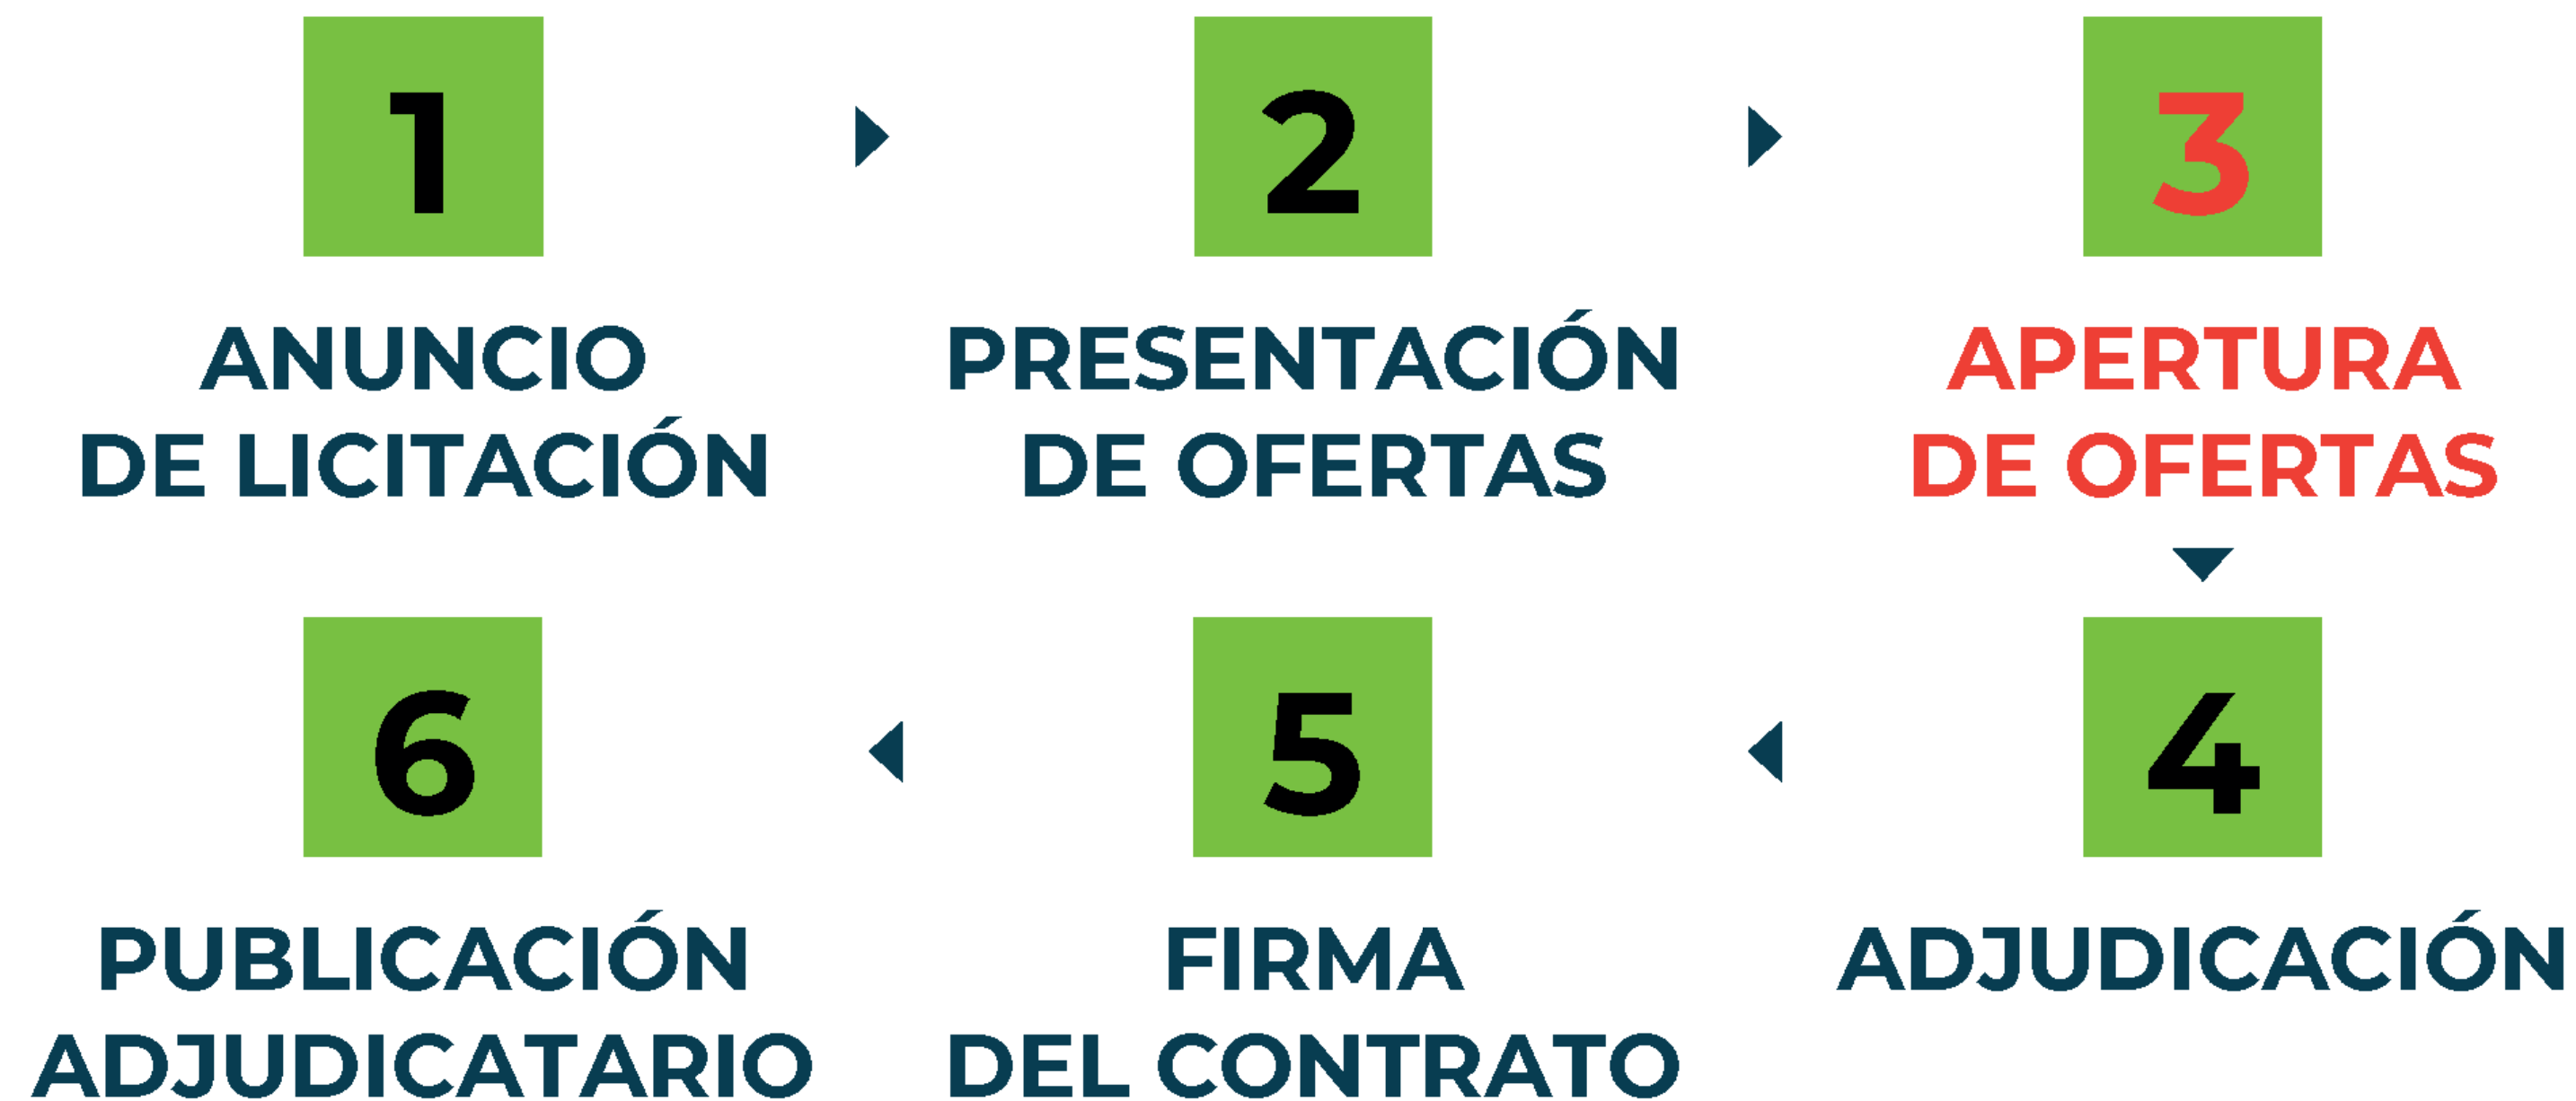 1
ANUNCIO
DE LICITACIÓN
2
PRESENTACIÓN
DE OFERTAS
3
APERTURA
DE OFERTAS
4
ADJUDICACIÓN
5
FIRMA
DEL CONTRATO
6
PUBLICACIÓN
ADJUDICATARIO